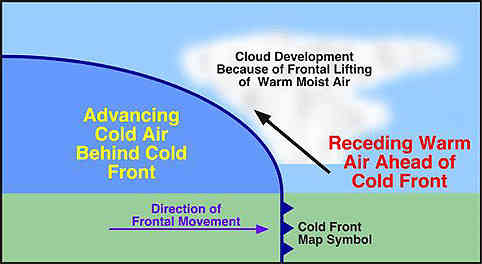 Cloud Development
Because of Frontal Lifting
of Warm Moist Air
Advancing
Cold Air
Behind Cold
Front
Receding Warm
Air Ahead of
Cold Front
Direction of
Frontal Movement
Cold Front
Map Symbol